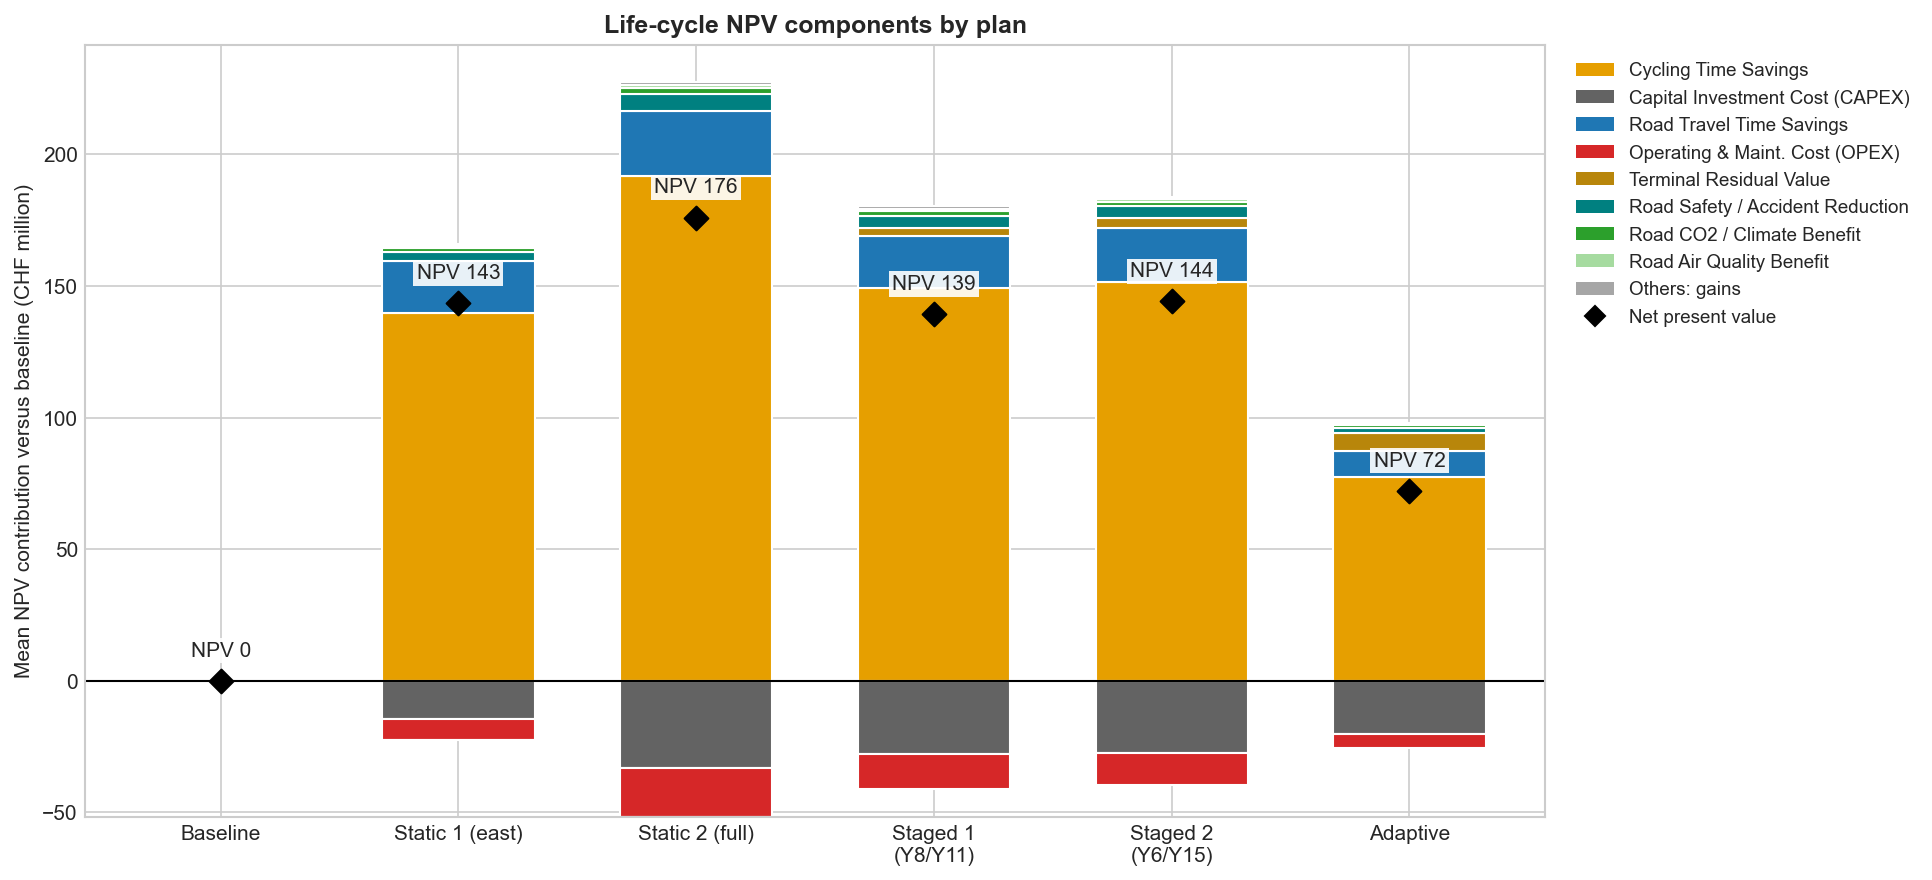 Life-cycle NPV components by plan
Mean NPV contribution versus baseline (CHF million)
200
150
100
50
0
−50
NPV 0
NPV 143
NPV 176
NPV 139
NPV 144
NPV 72
Baseline
Static 1 (east)
Static 2 (full)
Staged 1
(Y8/Y11)
Staged 2
(Y6/Y15)
Adaptive
Cycling Time Savings
Capital Investment Cost (CAPEX)
Road Travel Time Savings
Operating & Maint. Cost (OPEX)
Terminal Residual Value
Road Safety / Accident Reduction
Road CO2 / Climate Benefit
Road Air Quality Benefit
Others: gains
Net present value